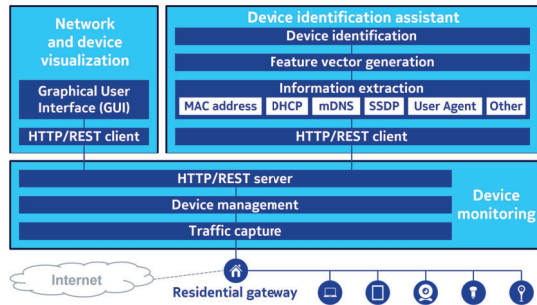 Network
and device
visualization
Graphical User
Interface (GUI)
HTTP/REST client
Device identification assistant
Device identification
Feature vector generation
Information extraction
MAC address DHCP mDNS SSDP User Agent Other
HTTP/REST client
HTTP/REST server
Device management
Traffic capture
Device
monitoring
Internet
Residential gateway